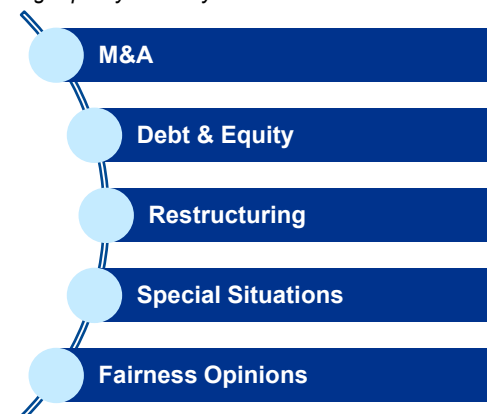 M&A
Debt & Equity
Restructuring
Special Situations
Fairness Opinions